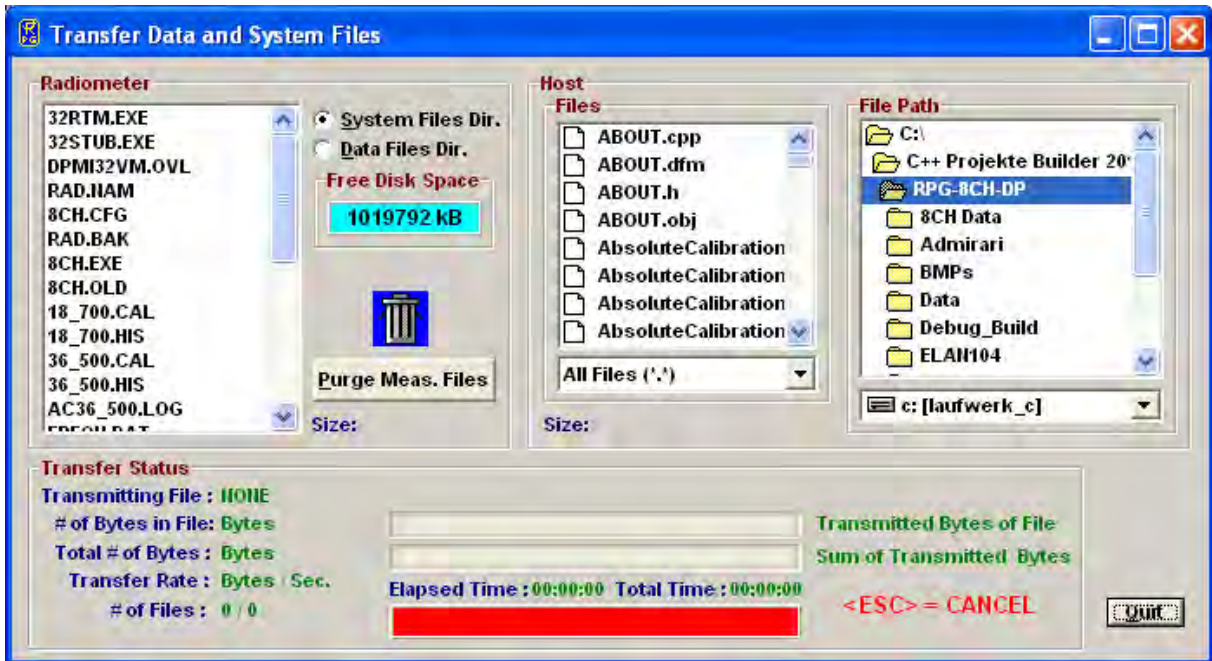 Transfer Data and System Files
Radiometer
32RTM.EXE
32STUB.EXE
DPMI32VM.OVL
RAD.NAM
8CH.CFG
RAD.BAK
8CH.EXE
8CH.OLD
18_700.CAL
18_700.HIS
36_500.CAL
36_500.HIS
AC36_500.LOG
System Files Dir.
Data Files Dir.
Free Disk Space
1019792 kB
Purge Meas. Files
Size:
Host
Files
ABOUT.cpp
ABOUT.dfm
ABOUT.h
ABOUT.obj
AbsoluteCalibration
AbsoluteCalibration
AbsoluteCalibration
AbsoluteCalibration
All Files (*.*)
Size:
File Path
C:\
C++ Projekte Builder 20
RPG-8CH-DP
8CH Data
Admirari
BMPs
Data
Debug_Build
ELAN104
c: [laufwerk_c]
Transfer Status
Transmitting File : NONE
# of Bytes in File: Bytes
Total # of Bytes : Bytes
Transfer Rate : Bytes / Sec.
# of Files : 0 / 0
Transmitted Bytes of File
Sum of Transmitted Bytes
Elapsed Time : 00:00:00 Total Time : 00:00:00
<ESC> = CANCEL
Quit